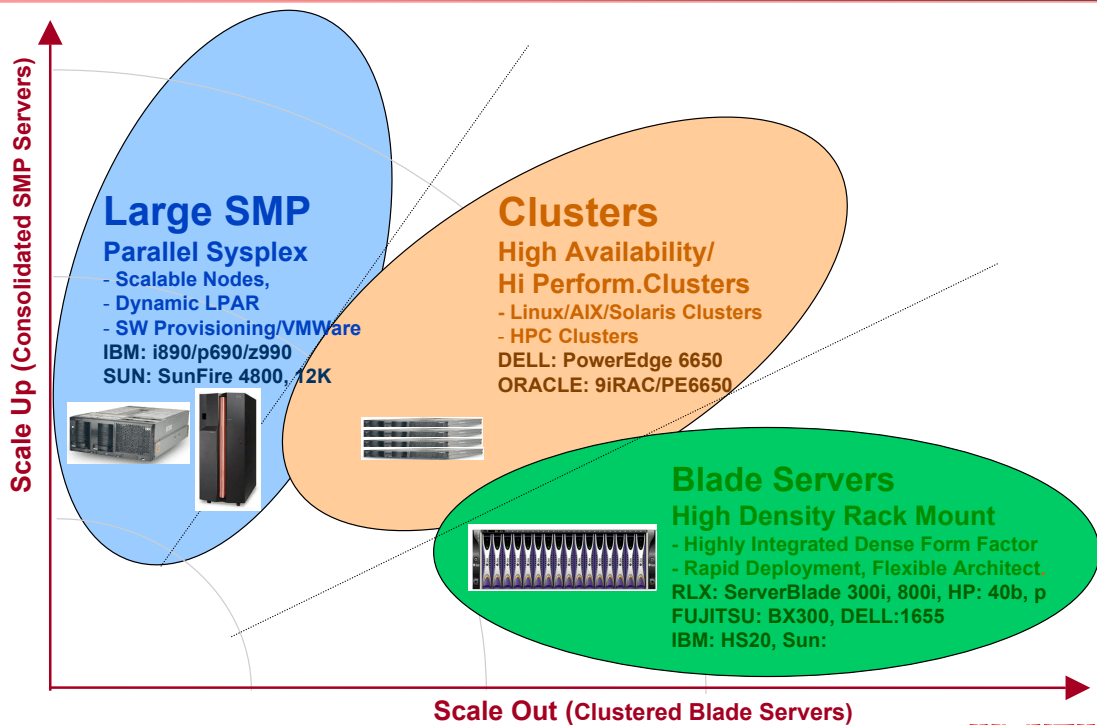 Scale Up (Consolidated SMP Servers)
Large SMP
Parallel Sysplex
- Scalable Nodes,
- Dynamic LPAR
- SW Provisioning/VMWare
IBM: i890/p690/z990
SUN: SunFire 4800, 12K
Clusters
High Availability/
Hi Perform.Clusters
- Linux/AIX/Solaris Clusters
- HPC Clusters
DELL: PowerEdge 6650
ORACLE: 9iRAC/PE6650
Blade Servers
High Density Rack Mount
- Highly Integrated Dense Form Factor
- Rapid Deployment, Flexible Architect.
RLX: ServerBlade 300i, 800i, HP: 40b, p
FUJITSU: BX300, DELL:1655
IBM: HS20, Sun:
Scale Out (Clustered Blade Servers)